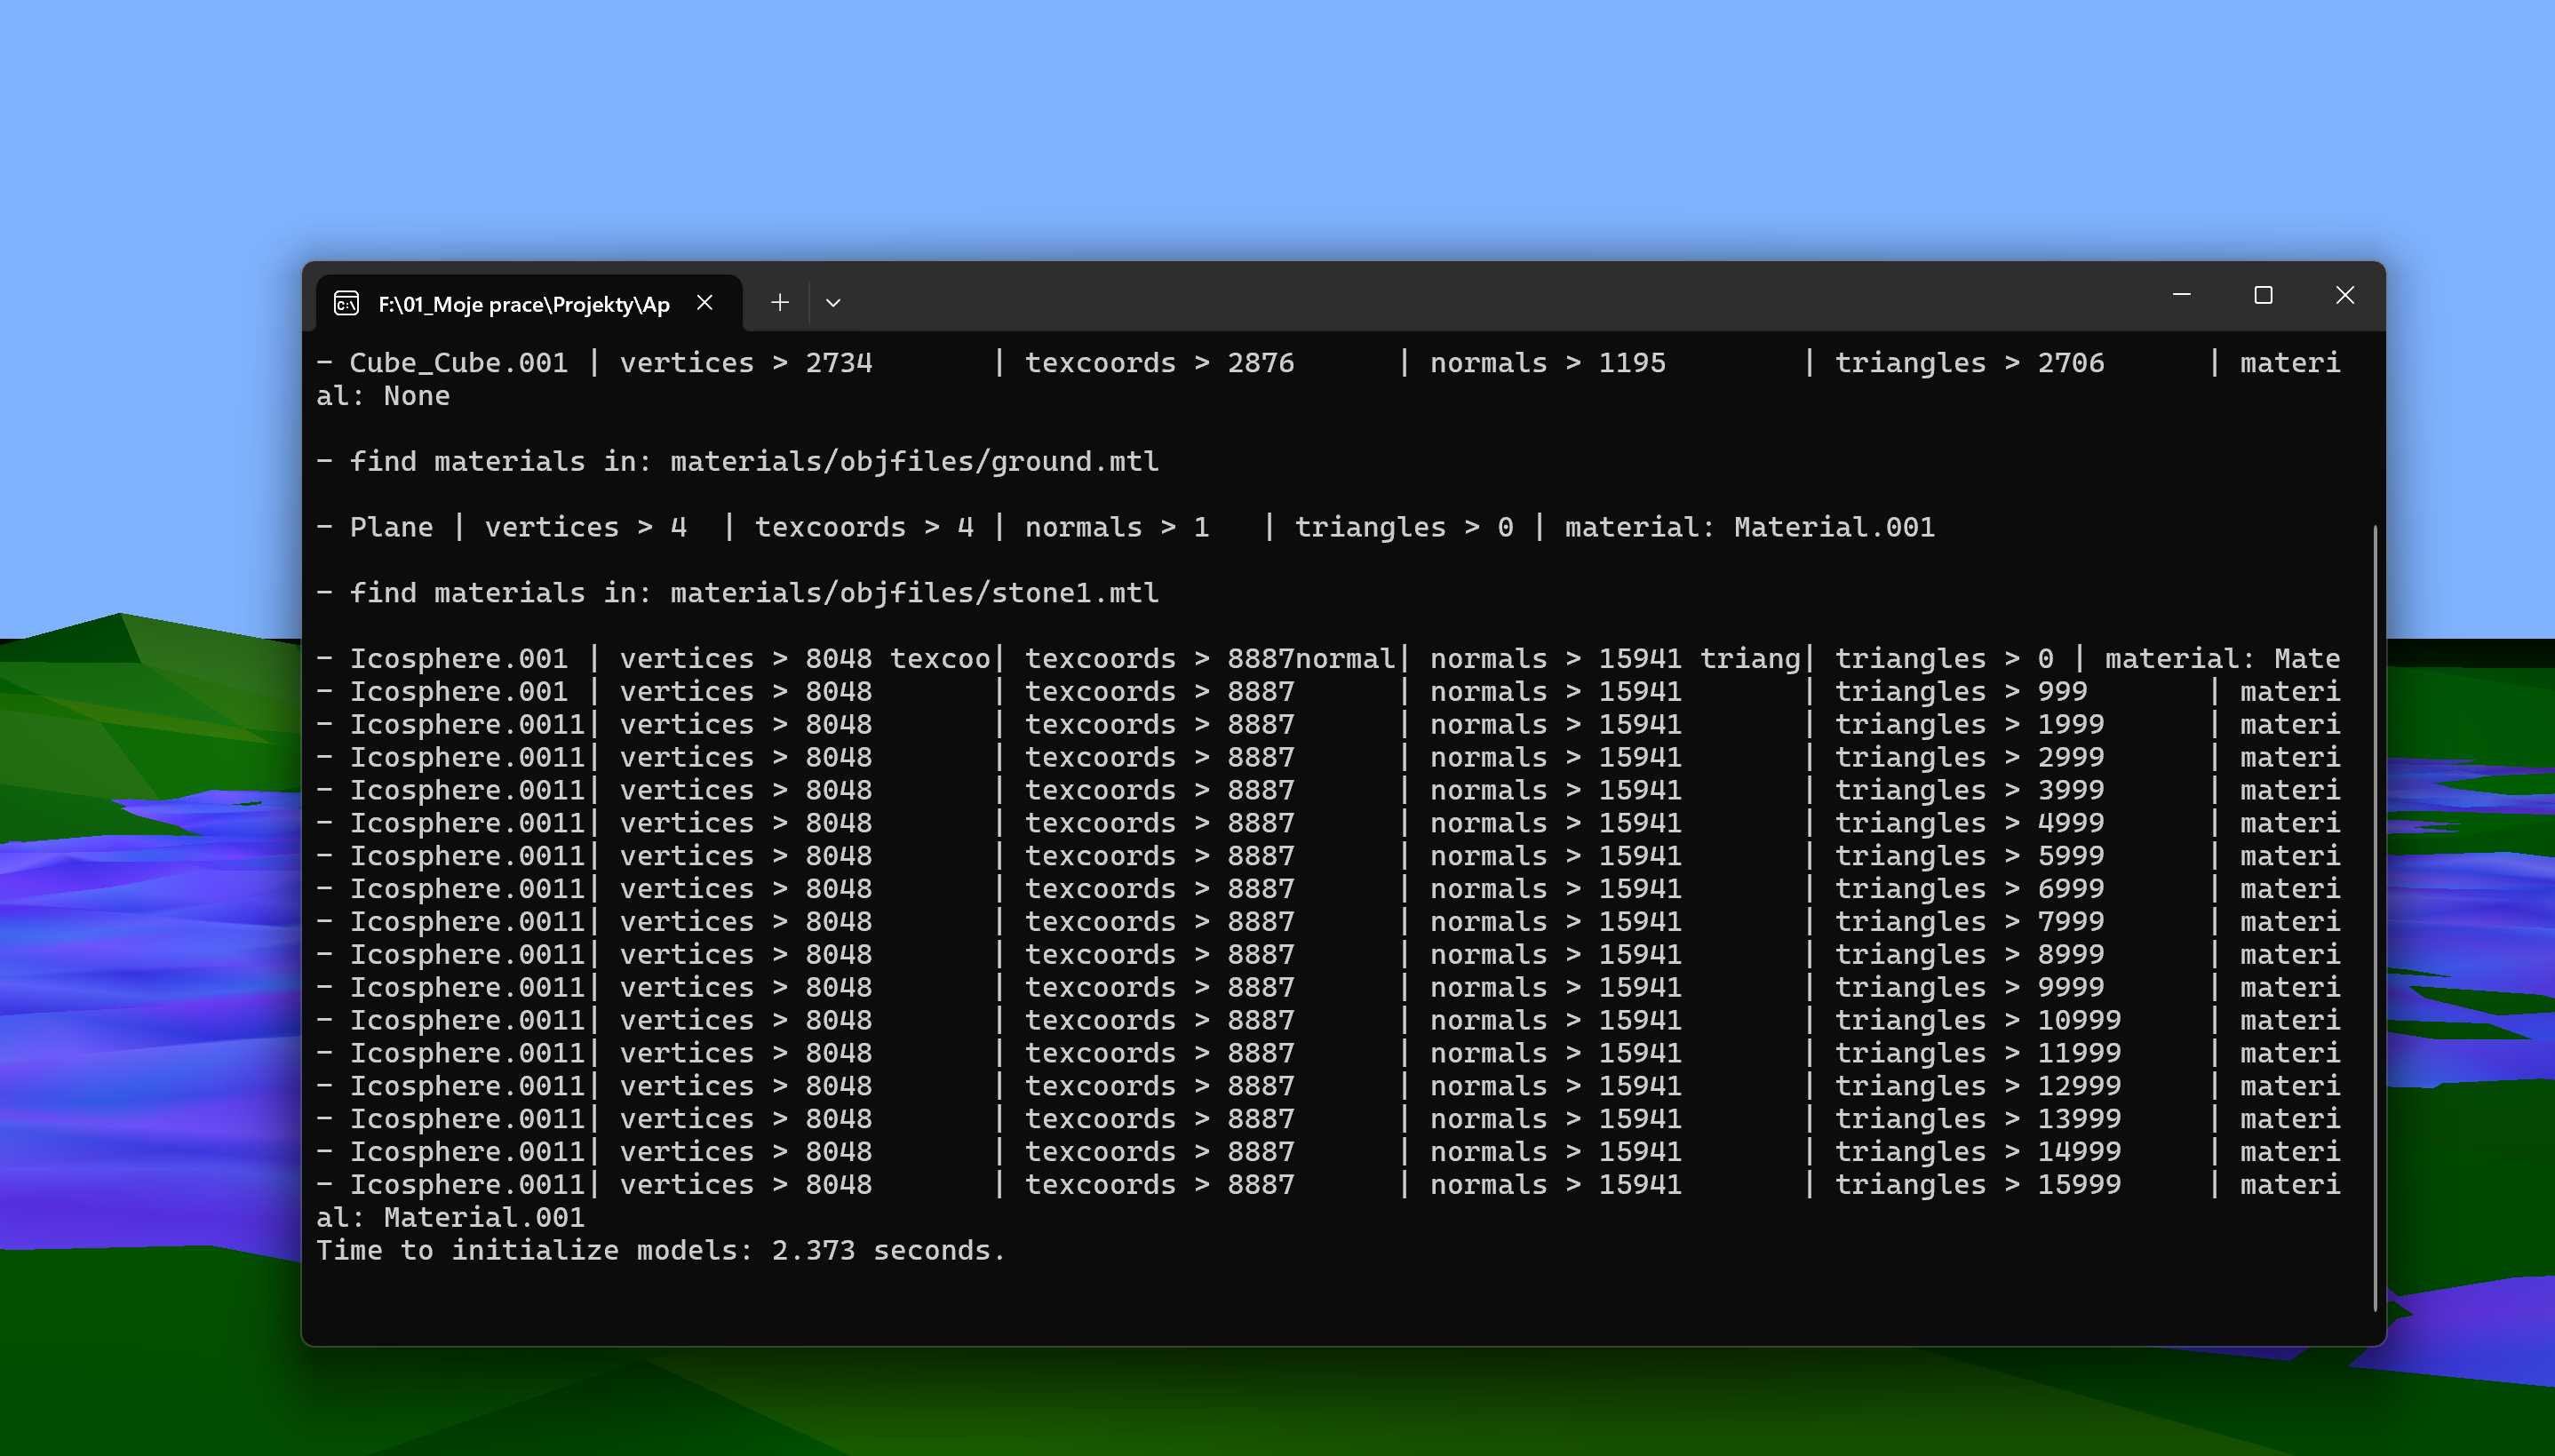 F:\01_Moje prace\Projekty\Ap
- Cube_Cube.001 | vertices > 2734 | texcoords > 2876 | normals > 1195 | triangles > 2706 | materi
al: None
- find materials in: materials/objfiles/ground.mtl
- Plane | vertices > 4 | texcoords > 4 | normals > 1 | triangles > 0 | material: Material.001
- find materials in: materials/objfiles/stone1.mtl
- Icosphere.001 | vertices > 8048 texcoo| texcoords > 8887normal| normals > 15941 triang| triangles > 0 | material: Mate
- Icosphere.001 | vertices > 8048 | texcoords > 8887 | normals > 15941 | triangles > 999 | materi
- Icosphere.0011| vertices > 8048 | texcoords > 8887 | normals > 15941 | triangles > 1999 | materi
- Icosphere.0011| vertices > 8048 | texcoords > 8887 | normals > 15941 | triangles > 2999 | materi
- Icosphere.0011| vertices > 8048 | texcoords > 8887 | normals > 15941 | triangles > 3999 | materi
- Icosphere.0011| vertices > 8048 | texcoords > 8887 | normals > 15941 | triangles > 4999 | materi
- Icosphere.0011| vertices > 8048 | texcoords > 8887 | normals > 15941 | triangles > 5999 | materi
- Icosphere.0011| vertices > 8048 | texcoords > 8887 | normals > 15941 | triangles > 6999 | materi
- Icosphere.0011| vertices > 8048 | texcoords > 8887 | normals > 15941 | triangles > 7999 | materi
- Icosphere.0011| vertices > 8048 | texcoords > 8887 | normals > 15941 | triangles > 8999 | materi
- Icosphere.0011| vertices > 8048 | texcoords > 8887 | normals > 15941 | triangles > 9999 | materi
- Icosphere.0011| vertices > 8048 | texcoords > 8887 | normals > 15941 | triangles > 10999 | materi
- Icosphere.0011| vertices > 8048 | texcoords > 8887 | normals > 15941 | triangles > 11999 | materi
- Icosphere.0011| vertices > 8048 | texcoords > 8887 | normals > 15941 | triangles > 12999 | materi
- Icosphere.0011| vertices > 8048 | texcoords > 8887 | normals > 15941 | triangles > 13999 | materi
- Icosphere.0011| vertices > 8048 | texcoords > 8887 | normals > 15941 | triangles > 14999 | materi
- Icosphere.0011| vertices > 8048 | texcoords > 8887 | normals > 15941 | triangles > 15999 | materi
al: Material.001
Time to initialize models: 2.373 seconds.